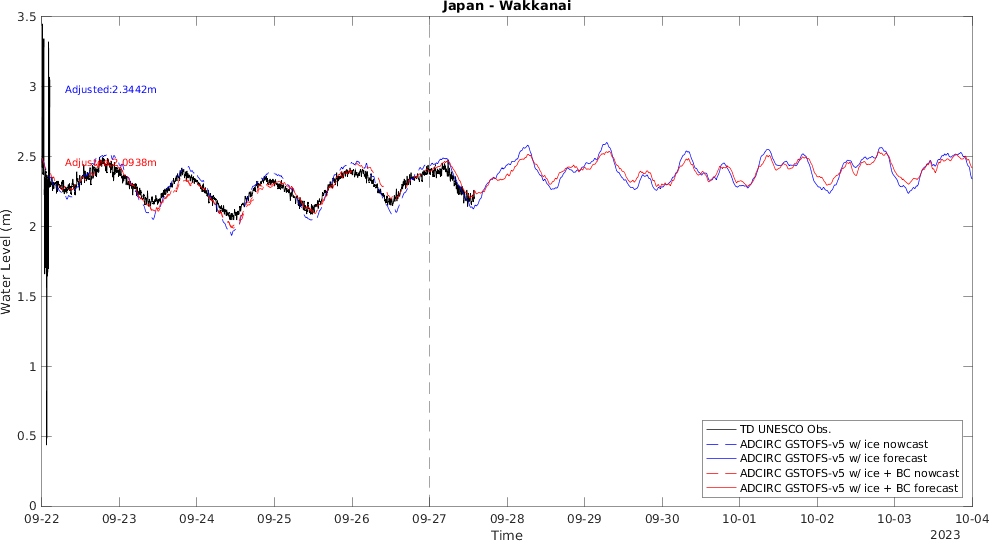 Japan - Wakkanai
Water Level (m)
3.5
3
2.5
2
1.5
1
0.5
0
Adjusted:2.3442m
Adjusted:2.0938m
TD UNESCO Obs.
ADCIRC GSTOFS-v5 w/ ice nowcast
ADCIRC GSTOFS-v5 w/ ice forecast
ADCIRC GSTOFS-v5 w/ ice + BC nowcast
ADCIRC GSTOFS-v5 w/ ice + BC forecast
09-22 09-23 09-24 09-25 09-26 09-27 09-28 09-29 09-30 10-01 10-02 10-03 10-04
Time
2023